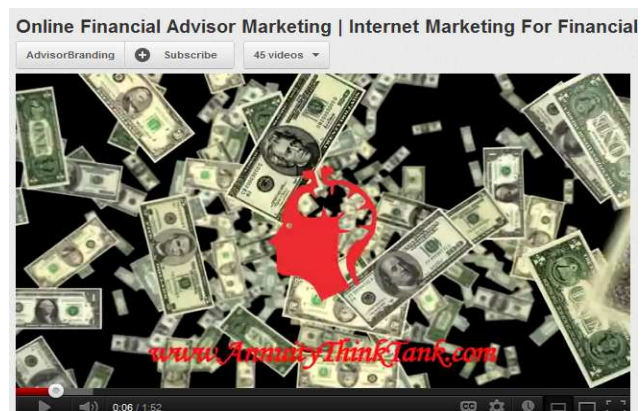 Online Financial Advisor Marketing | Internet Marketing For Financial
AdvisorBranding Subscribe 45 videos
www.AnnuityThinkTank.com
0:06 / 1:52
CC